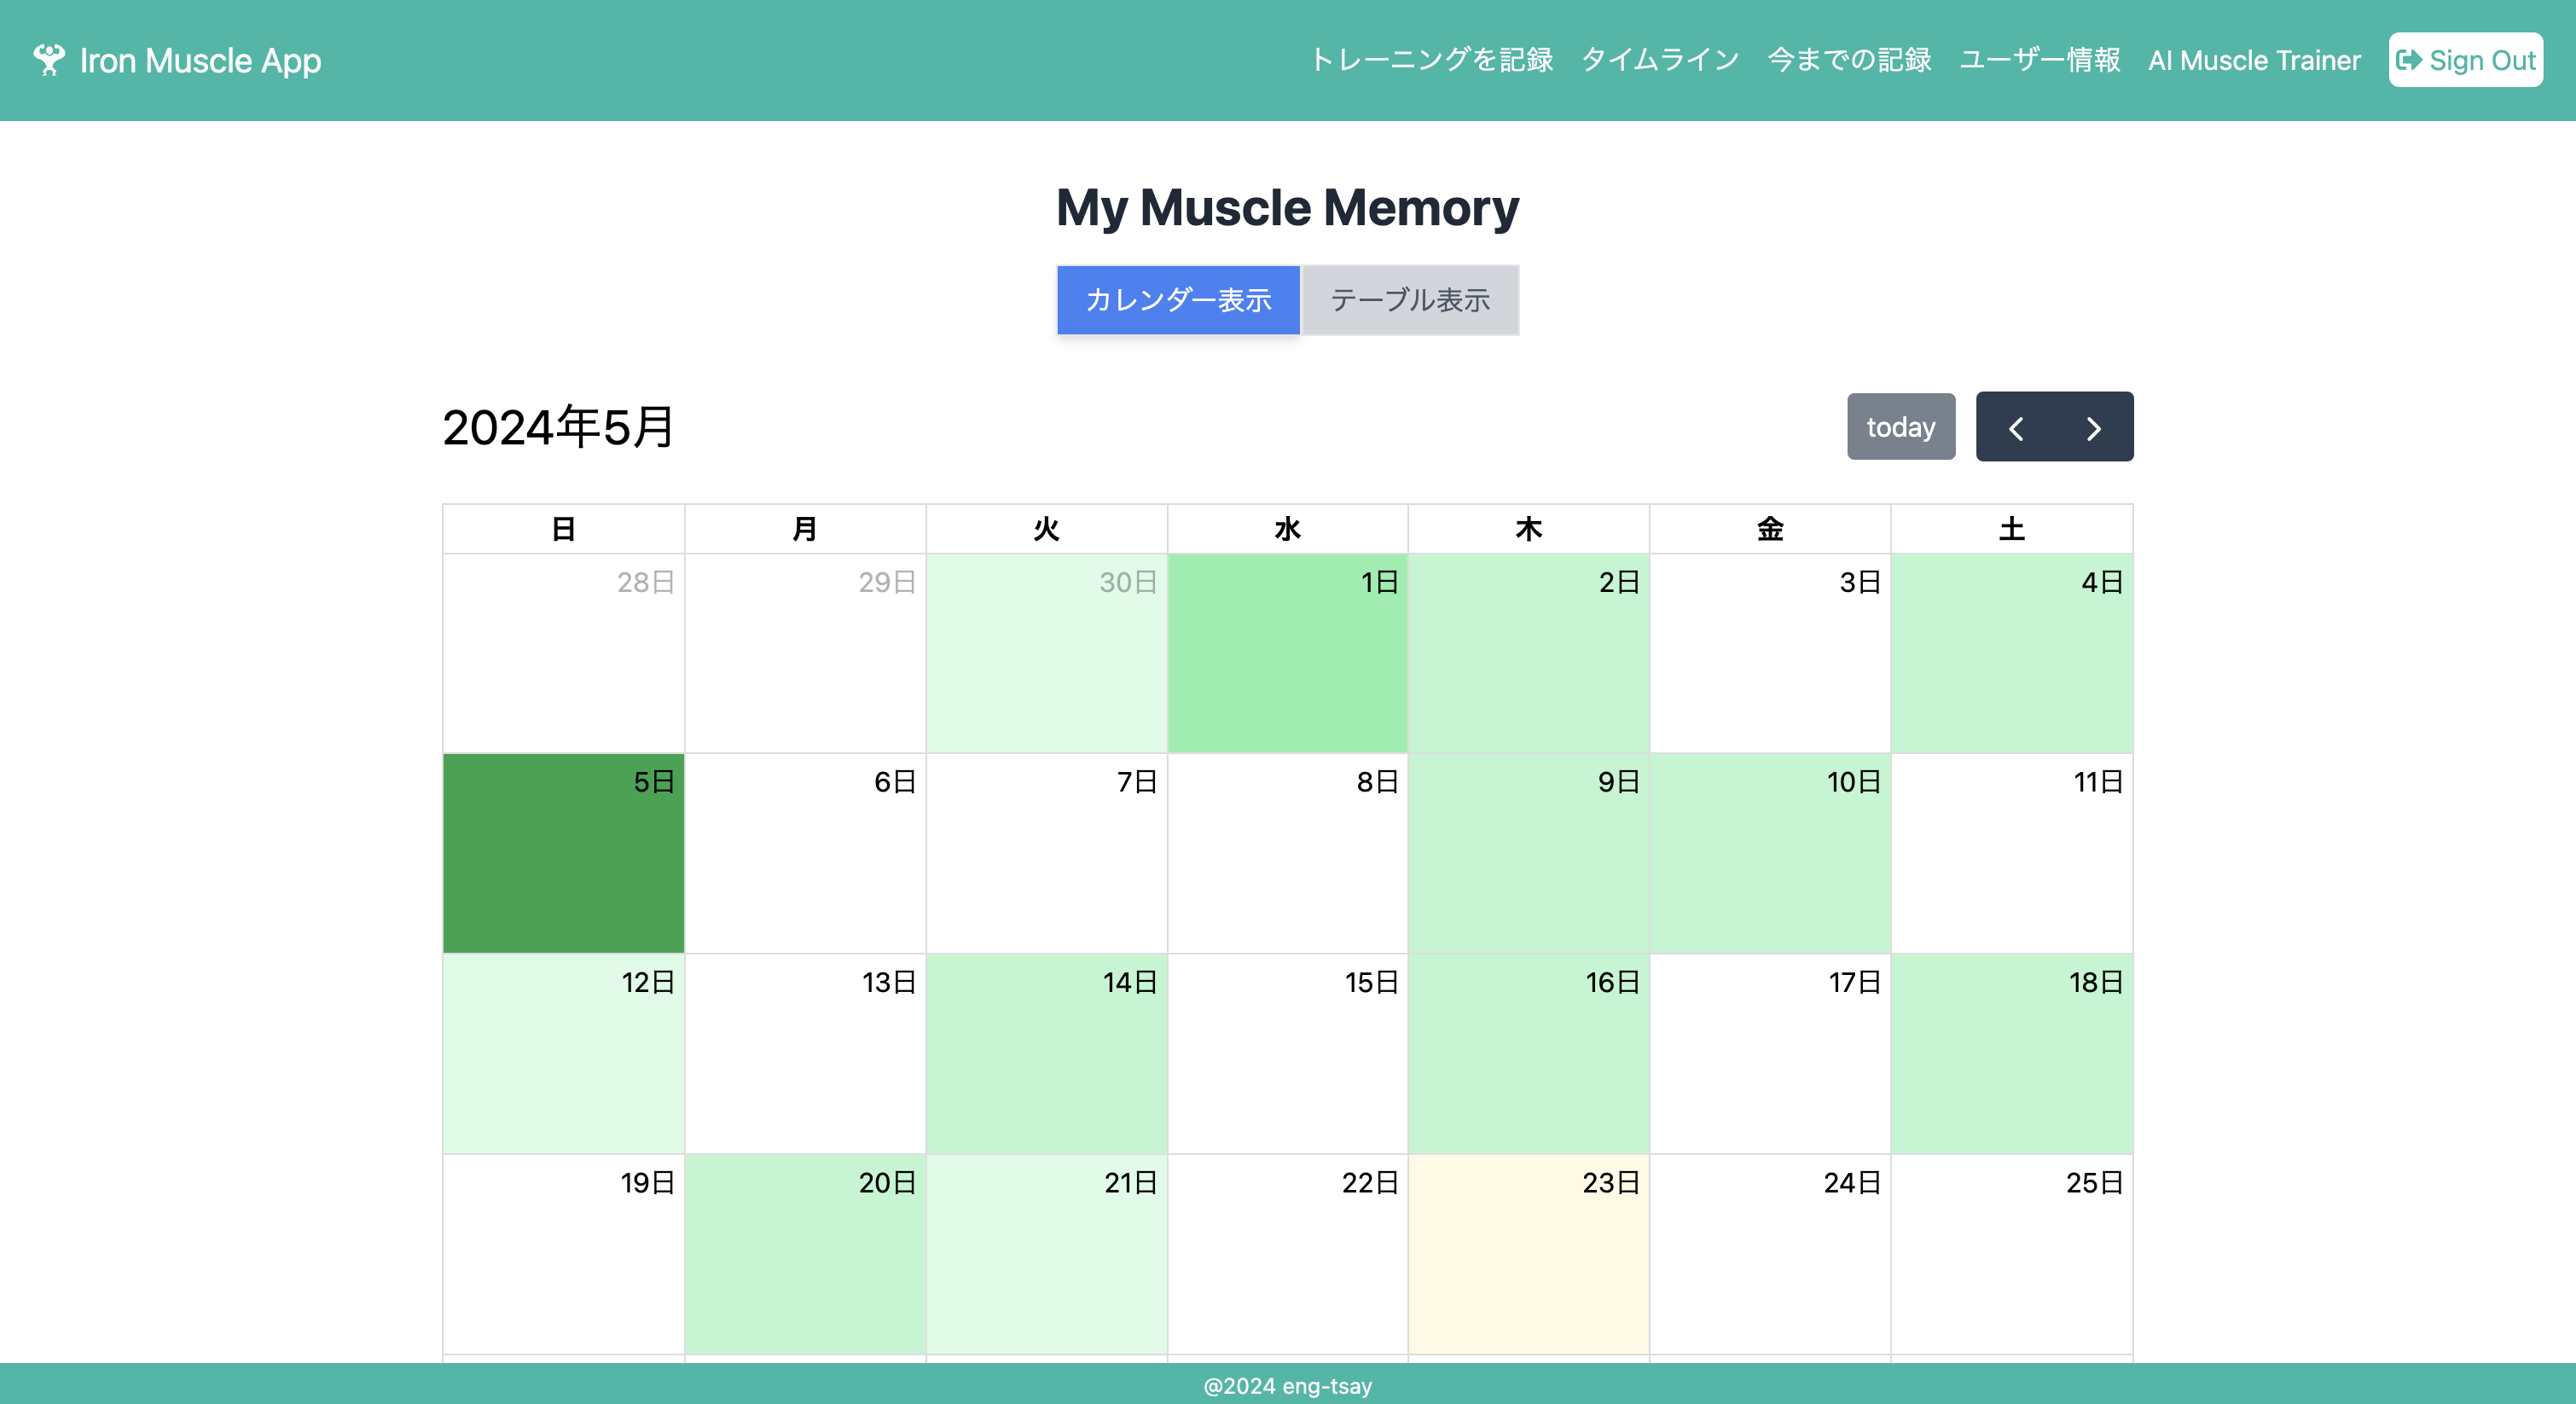 Iron Muscle App トレーニングを記録 タイムライン 今までの記録 ユーザー情報 AI Muscle Trainer Sign Out
My Muscle Memory
カレンダー表示 テーブル表示
2024年5月 today
日 月 火 水 木 金 土
28日 29日 30日 1日 2日 3日 4日
5日 6日 7日 8日 9日 10日 11日
12日 13日 14日 15日 16日 17日 18日
19日 20日 21日 22日 23日 24日 25日
@2024 eng-tsay